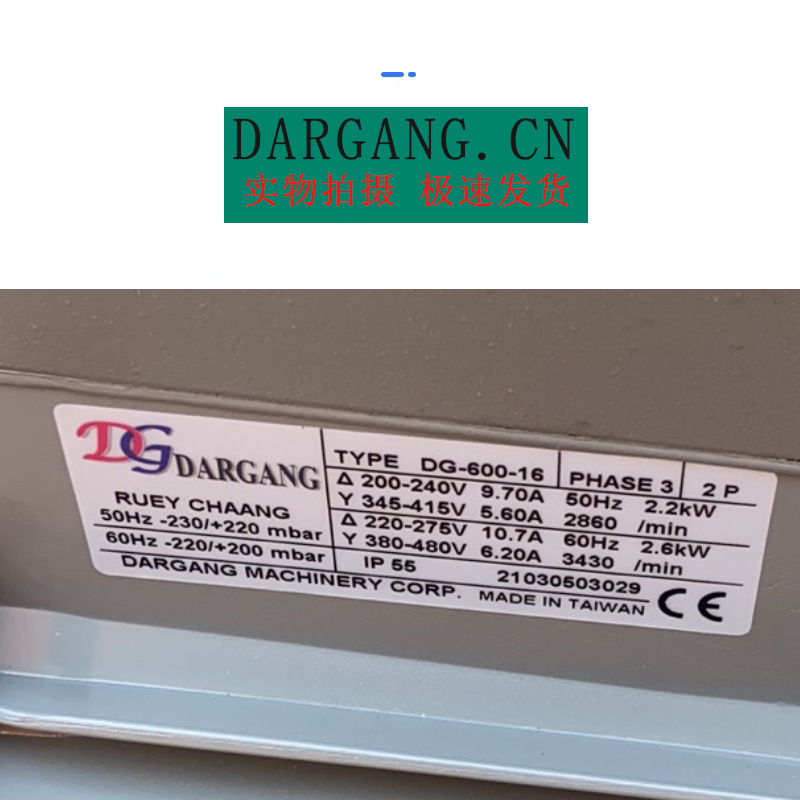 DARGANG.CN
实物拍摄 极速发货
DG DARGANG
RUEY CHAANG
50Hz -230/+220 mbar
60Hz -220/+200 mbar
TYPE DG-600-16 PHASE 3 2 P
Δ 200-240V 9.70A 50Hz 2.2kW
Y 345-415V 5.60A 2860 /min
Δ 220-275V 10.7A 60Hz 2.6kW
Y 380-480V 6.20A 3430 /min
IP 55 21030503029
DARGANG MACHINERY CORP. MADE IN TAIWAN CE